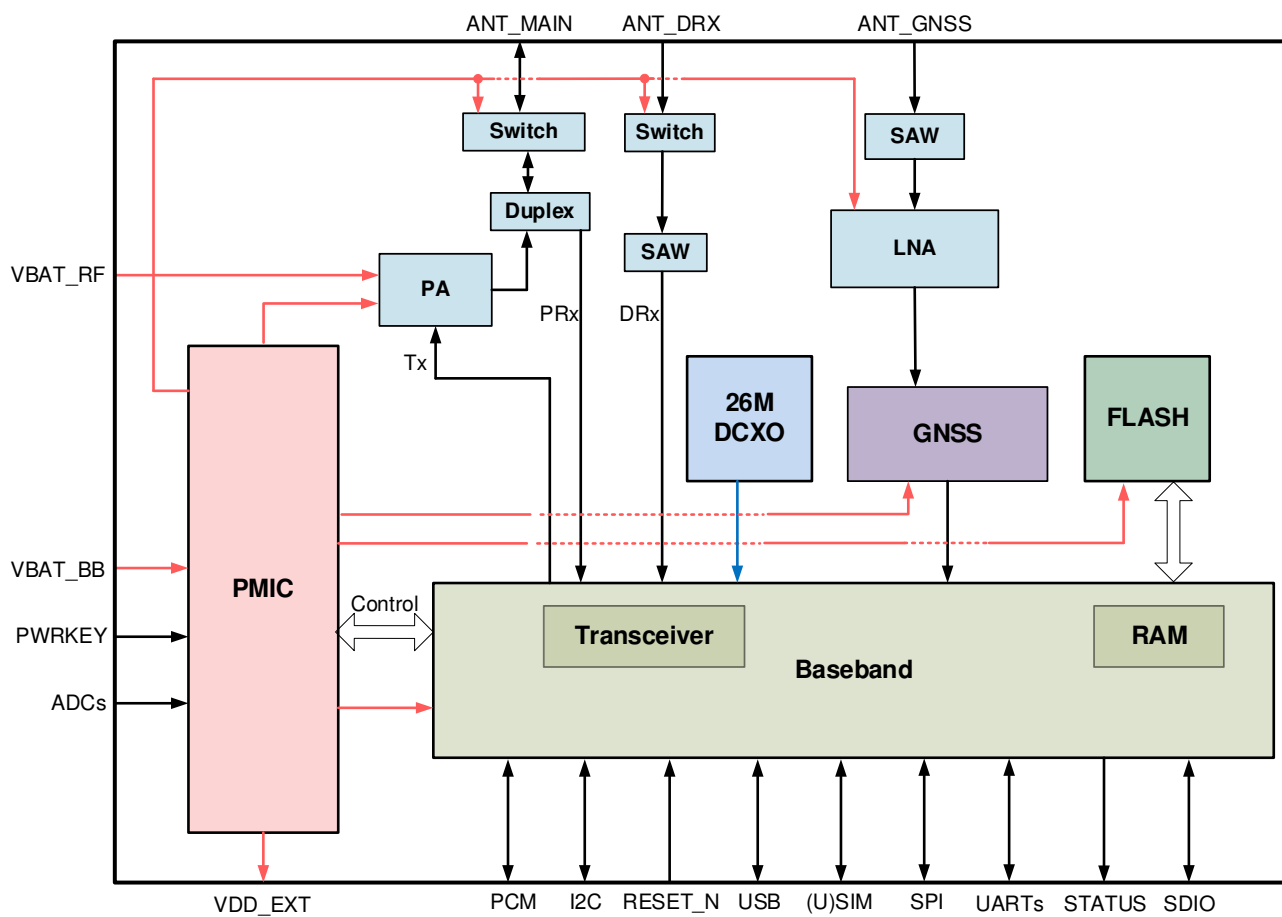 ANT_MAIN ANT_DRX ANT_GNSS
Switch Switch SAW
Duplex
SAW LNA
VBAT_RF
PA
PRx DRx
Tx
26M
DCXO
GNSS
FLASH
VBAT_BB
PMIC
Control
PWRKEY
Transceiver RAM
Baseband
ADCs
VDD_EXT PCM I2C RESET_N USB (U)SIM SPI UARTs STATUS SDIO